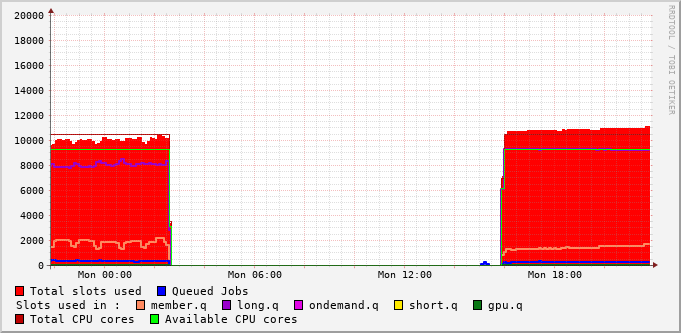 RRDTOOL / TOBI OETIKER
20000
18000
16000
14000
12000
10000
8000
6000
4000
2000
0
Mon 00:00 Mon 06:00 Mon 12:00 Mon 18:00
Total slots used Queued Jobs
Slots used in : member.q long.q ondemand.q short.q gpu.q
Total CPU cores Available CPU cores